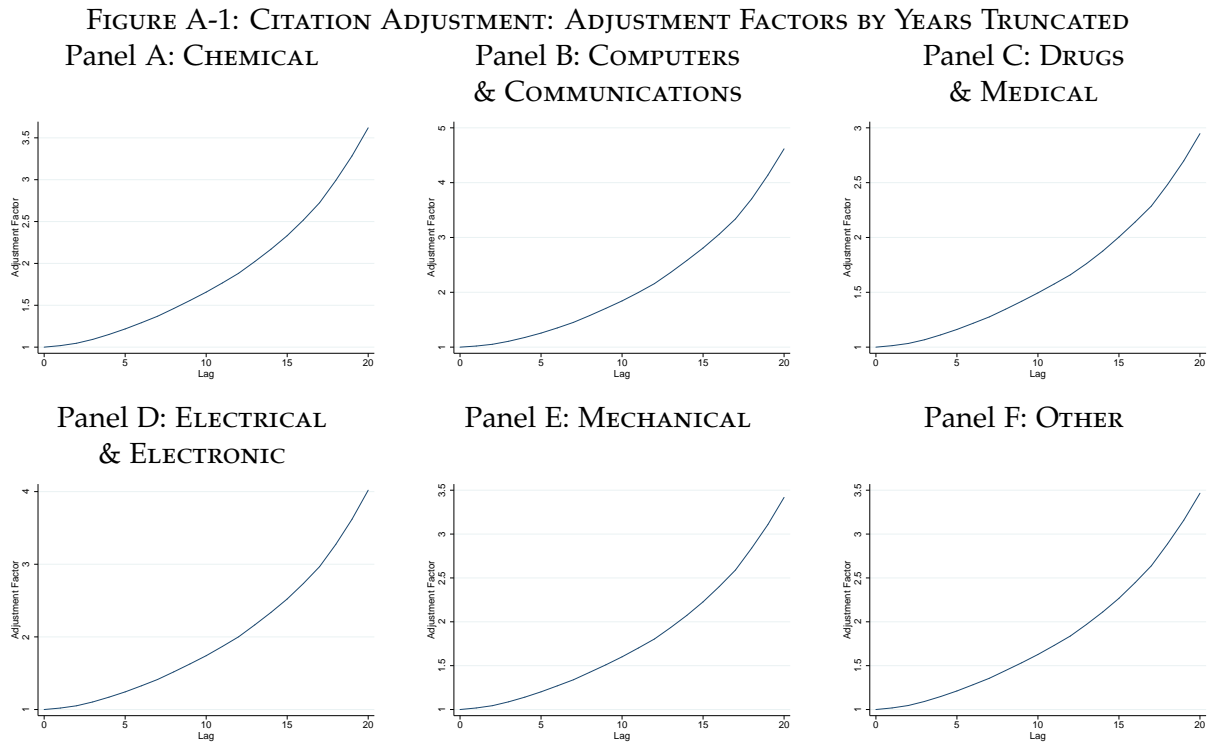 FIGURE A-1: CITATION ADJUSTMENT: ADJUSTMENT FACTORS BY YEARS TRUNCATED
Panel A: CHEMICAL
Adjustment Factor
1 1.5 2 2.5 3 3.5
0 5 10 15 20
Lag
Panel B: COMPUTERS
& COMMUNICATIONS
Adjustment Factor
1 2 3 4 5
0 5 10 15 20
Lag
Panel C: DRUGS
& MEDICAL
Adjustment Factor
1 1.5 2 2.5 3
0 5 10 15 20
Lag
Panel D: ELECTRICAL
& ELECTRONIC
Adjustment Factor
1 2 3 4
0 5 10 15 20
Lag
Panel E: MECHANICAL
Adjustment Factor
1 1.5 2 2.5 3 3.5
0 5 10 15 20
Lag
Panel F: OTHER
Adjustment Factor
1 1.5 2 2.5 3 3.5
0 5 10 15 20
Lag